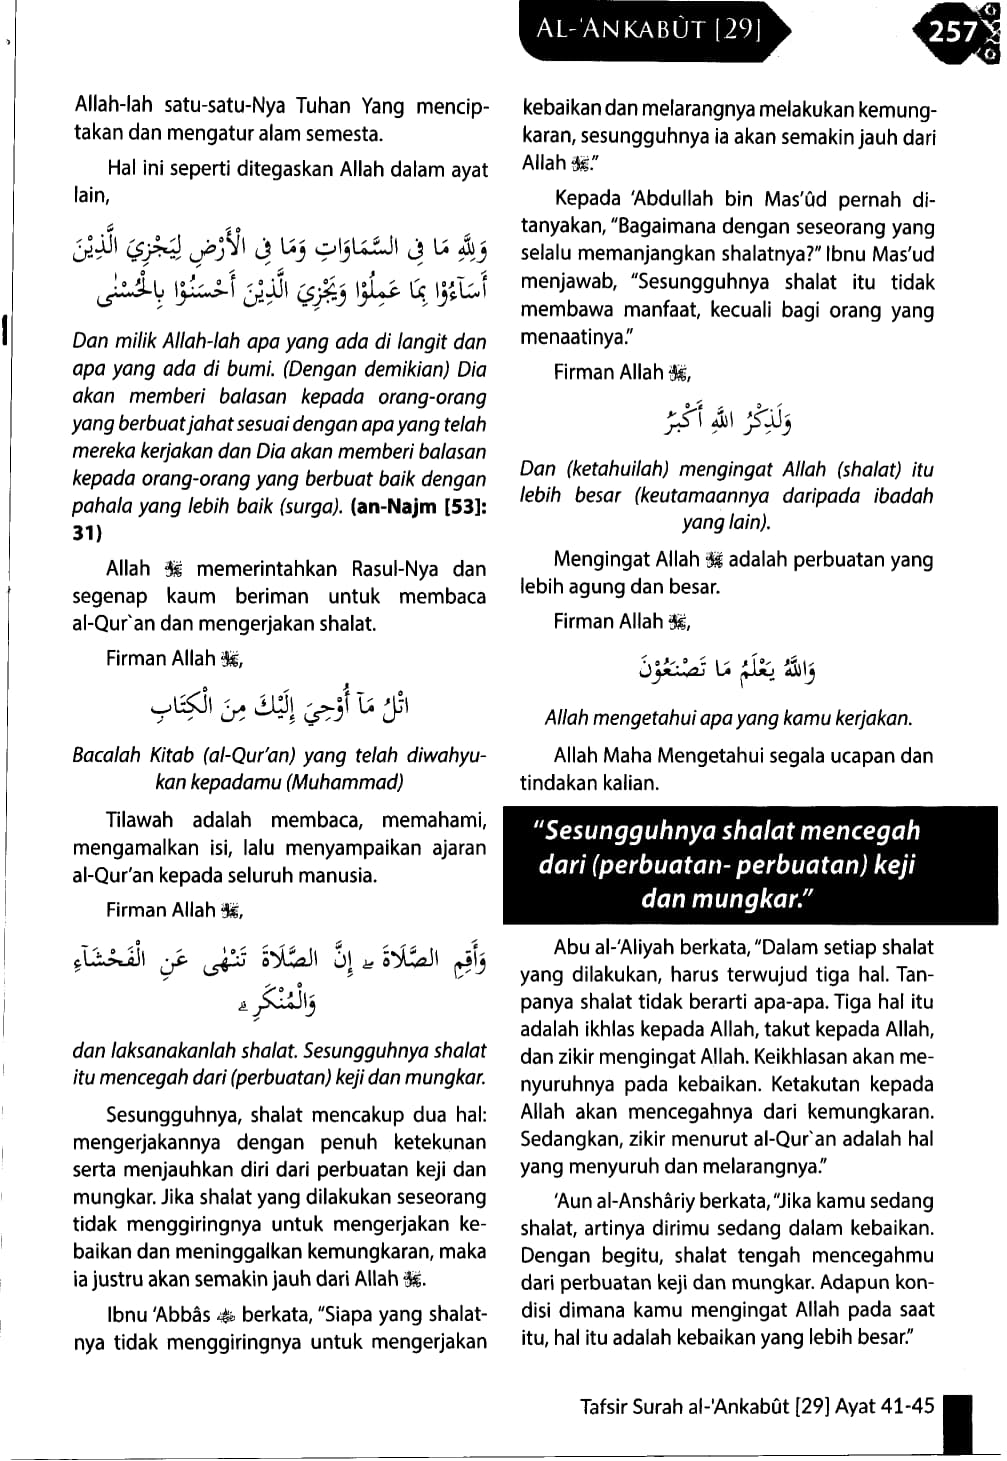 AL-'ANKABÛT [29]
257
Allah-lah satu-satu-Nya Tuhan Yang mencip-
takan dan mengatur alam semesta.
Hal ini seperti ditegaskan Allah dalam ayat
lain,
وَلِلّٰهِ مَا فِى السَّمَاوَاتِ وَمَا فِى الْأَرْضِ لِيَجْزِيَ الَّذِيْنَ
أَسَآءُوْا بِمَا عَمِلُوْا وَيَجْزِيَ الَّذِيْنَ أَحْسَنُوْا بِالْحُسْنٰى
Dan milik Allah-lah apa yang ada di langit dan
apa yang ada di bumi. (Dengan demikian) Dia
akan memberi balasan kepada orang-orang
yang berbuat jahat sesuai dengan apa yang telah
mereka kerjakan dan Dia akan memberi balasan
kepada orang-orang yang berbuat baik dengan
pahala yang lebih baik (surga). (an-Najm [53]:
31)
Allah ﷻ memerintahkan Rasul-Nya dan
segenap kaum beriman untuk membaca
al-Qur`an dan mengerjakan shalat.
Firman Allah ﷻ,
اتْلُ مَآ أُوْحِيَ إِلَيْكَ مِنَ الْكِتَابِ
Bacalah Kitab (al-Qur'an) yang telah diwahyu-
kan kepadamu (Muhammad)
Tilawah adalah membaca, memahami,
mengamalkan isi, lalu menyampaikan ajaran
al-Qur'an kepada seluruh manusia.
Firman Allah ﷻ,
وَأَقِمِ الصَّلَاةَ ۖ إِنَّ الصَّلَاةَ تَنْهٰى عَنِ الْفَحْشَآءِ
وَالْمُنْكَرِ ۗ
dan laksanakanlah shalat. Sesungguhnya shalat
itu mencegah dari (perbuatan) keji dan mungkar.
Sesungguhnya, shalat mencakup dua hal:
mengerjakannya dengan penuh ketekunan
serta menjauhkan diri dari perbuatan keji dan
mungkar. Jika shalat yang dilakukan seseorang
tidak menggiringnya untuk mengerjakan ke-
baikan dan meninggalkan kemungkaran, maka
ia justru akan semakin jauh dari Allah ﷻ.
Ibnu 'Abbâs berkata, "Siapa yang shalat-
nya tidak menggiringnya untuk mengerjakan
kebaikan dan melarangnya melakukan kemung-
karan, sesungguhnya ia akan semakin jauh dari
Allah ﷻ."
Kepada 'Abdullah bin Mas'ûd pernah di-
tanyakan, "Bagaimana dengan seseorang yang
selalu memanjangkan shalatnya?" Ibnu Mas'ud
menjawab, "Sesungguhnya shalat itu tidak
membawa manfaat, kecuali bagi orang yang
menaatinya."
Firman Allah ﷻ,
وَلَذِكْرُ اللّٰهِ أَكْبَرُ
Dan (ketahuilah) mengingat Allah (shalat) itu
lebih besar (keutamaannya daripada ibadah
yang lain).
Mengingat Allah ﷻ adalah perbuatan yang
lebih agung dan besar.
Firman Allah ﷻ,
وَاللّٰهُ يَعْلَمُ مَا تَصْنَعُوْنَ
Allah mengetahui apa yang kamu kerjakan.
Allah Maha Mengetahui segala ucapan dan
tindakan kalian.
"Sesungguhnya shalat mencegah
dari (perbuatan- perbuatan) keji
dan mungkar."
Abu al-'Aliyah berkata, "Dalam setiap shalat
yang dilakukan, harus terwujud tiga hal. Tan-
panya shalat tidak berarti apa-apa. Tiga hal itu
adalah ikhlas kepada Allah, takut kepada Allah,
dan zikir mengingat Allah. Keikhlasan akan me-
nyuruhnya pada kebaikan. Ketakutan kepada
Allah akan mencegahnya dari kemungkaran.
Sedangkan, zikir menurut al-Qur`an adalah hal
yang menyuruh dan melarangnya."
'Aun al-Anshâriy berkata, "Jika kamu sedang
shalat, artinya dirimu sedang dalam kebaikan.
Dengan begitu, shalat tengah mencegahmu
dari perbuatan keji dan mungkar. Adapun kon-
disi dimana kamu mengingat Allah pada saat
itu, hal itu adalah kebaikan yang lebih besar."
Tafsir Surah al-'Ankabût [29] Ayat 41-45